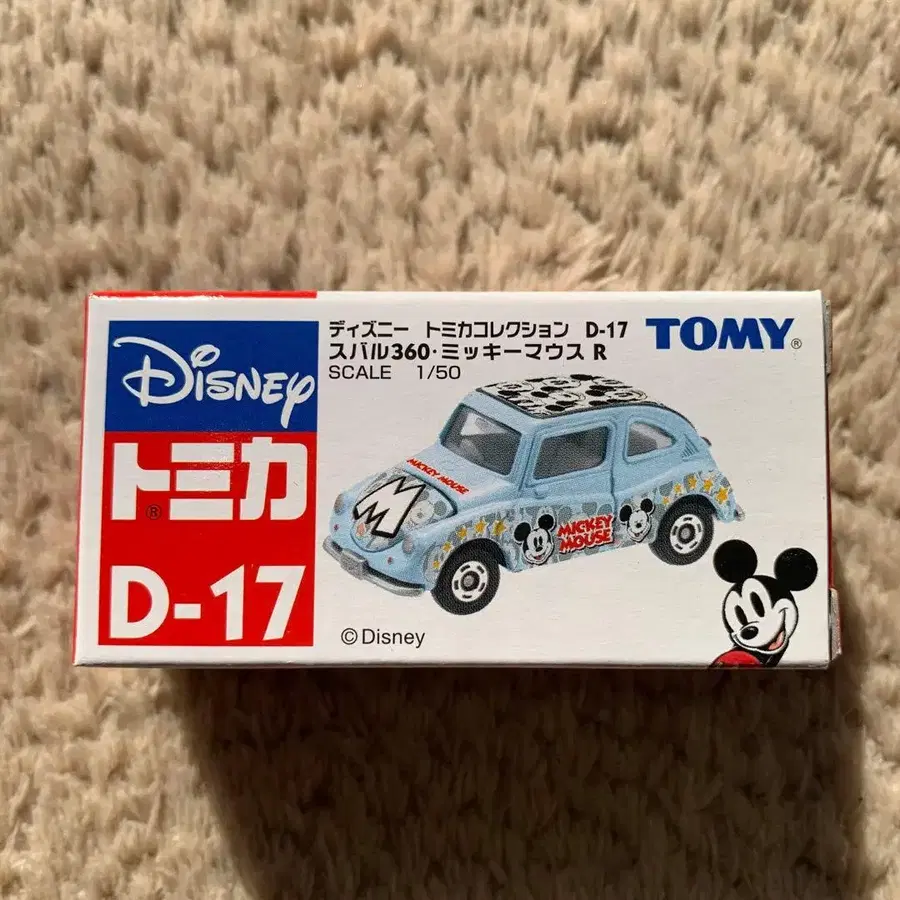 Disney
トミカ®
D-17
ディズニー トミカコレクション D-17
スバル360・ミッキーマウス R
SCALE 1/50
TOMY®
MICKEY MOUSE
M
M
MICKEY
MOUSE
©Disney